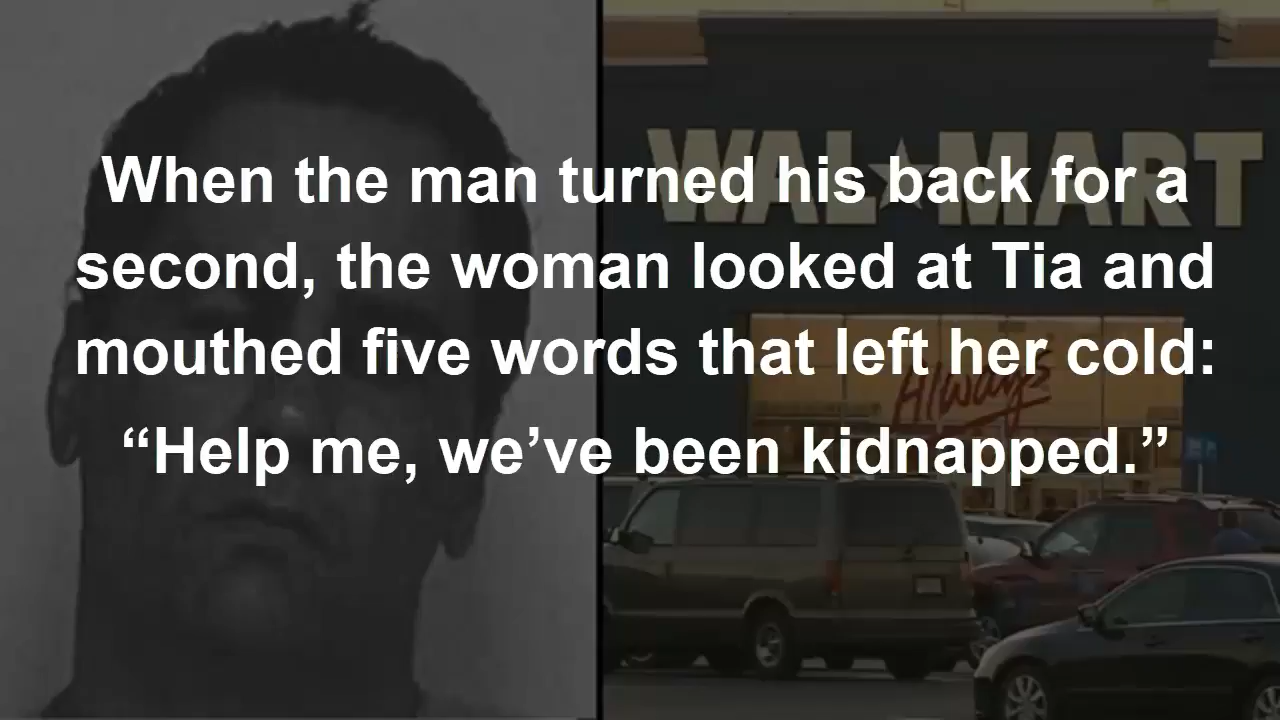 When the man turned his back for a
second, the woman looked at Tia and
mouthed five words that left her cold:
“Help me, we’ve been kidnapped.”
WAL★MART
Always